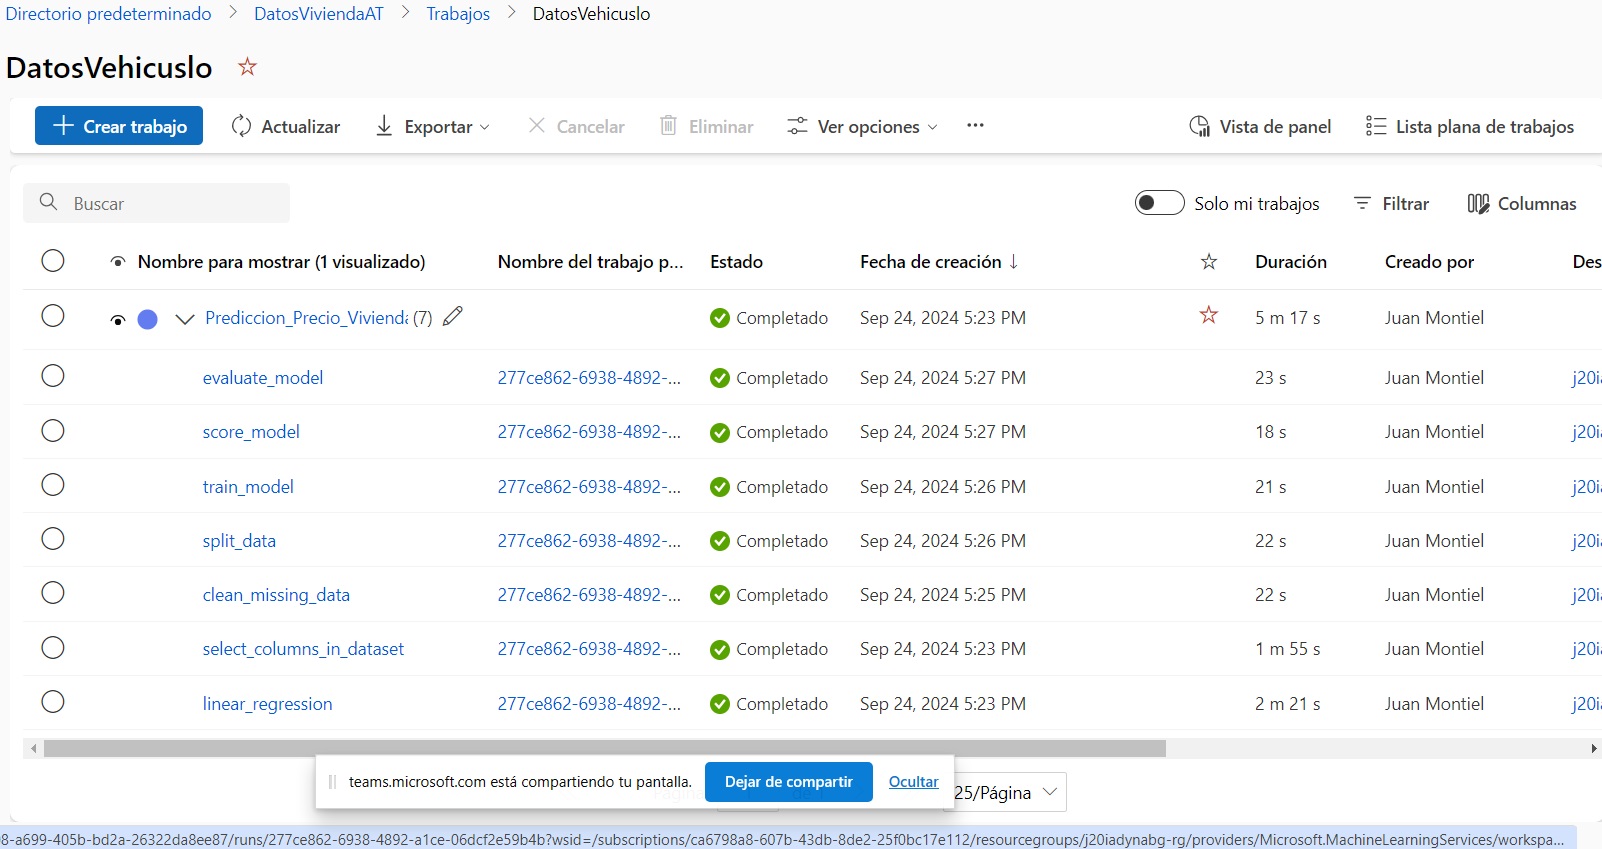 Directorio predeterminado > DatosViviendaAT > Trabajos > DatosVehicuslo
DatosVehicuslo
Crear trabajo Actualizar Exportar Cancelar Eliminar Ver opciones ··· Vista de panel Lista plana de trabajos
Buscar Solo mi trabajos Filtrar Columnas
Nombre para mostrar (1 visualizado) Nombre del trabajo p... Estado Fecha de creación ↓ Duración Creado por Des
Prediccion_Precio_Vivienda (7) Completado Sep 24, 2024 5:23 PM 5 m 17 s Juan Montiel
evaluate_model 277ce862-6938-4892-... Completado Sep 24, 2024 5:27 PM 23 s Juan Montiel j20ia
score_model 277ce862-6938-4892-... Completado Sep 24, 2024 5:27 PM 18 s Juan Montiel j20ia
train_model 277ce862-6938-4892-... Completado Sep 24, 2024 5:26 PM 21 s Juan Montiel j20ia
split_data 277ce862-6938-4892-... Completado Sep 24, 2024 5:26 PM 22 s Juan Montiel j20ia
clean_missing_data 277ce862-6938-4892-... Completado Sep 24, 2024 5:25 PM 22 s Juan Montiel j20ia
select_columns_in_dataset 277ce862-6938-4892-... Completado Sep 24, 2024 5:23 PM 1 m 55 s Juan Montiel j20ia
linear_regression 277ce862-6938-4892-... Completado Sep 24, 2024 5:23 PM 2 m 21 s Juan Montiel j20ia
teams.microsoft.com está compartiendo tu pantalla. Dejar de compartir Ocultar 25/Página
98-a699-405b-bd2a-26322da8ee87/runs/277ce862-6938-4892-a1ce-06dcf2e59b4b?wsid=/subscriptions/ca6798a8-607b-43db-8de2-25f0bc17e112/resourcegroups/j20iadynabg-rg/providers/Microsoft.MachineLearningServices/workspa...